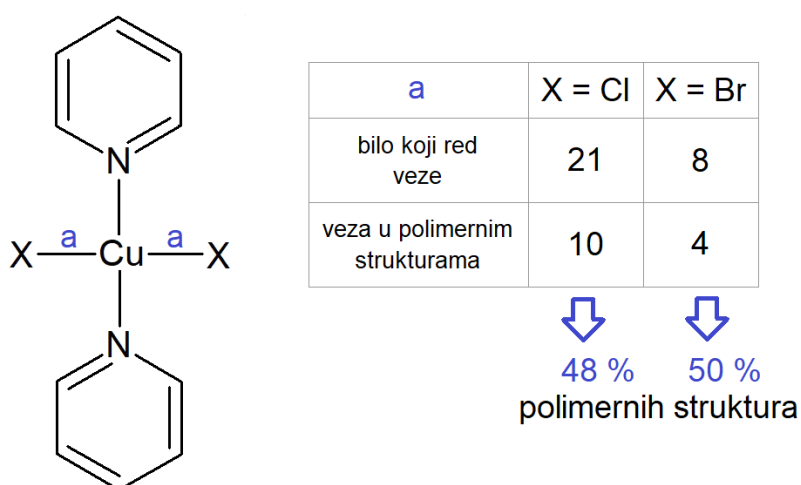 N
X a Cu a X
N
a X = Cl X = Br
bilo koji red
veze
21 8
veza u polimernim
strukturama
10 4
48 % 50 %
polimernih struktura